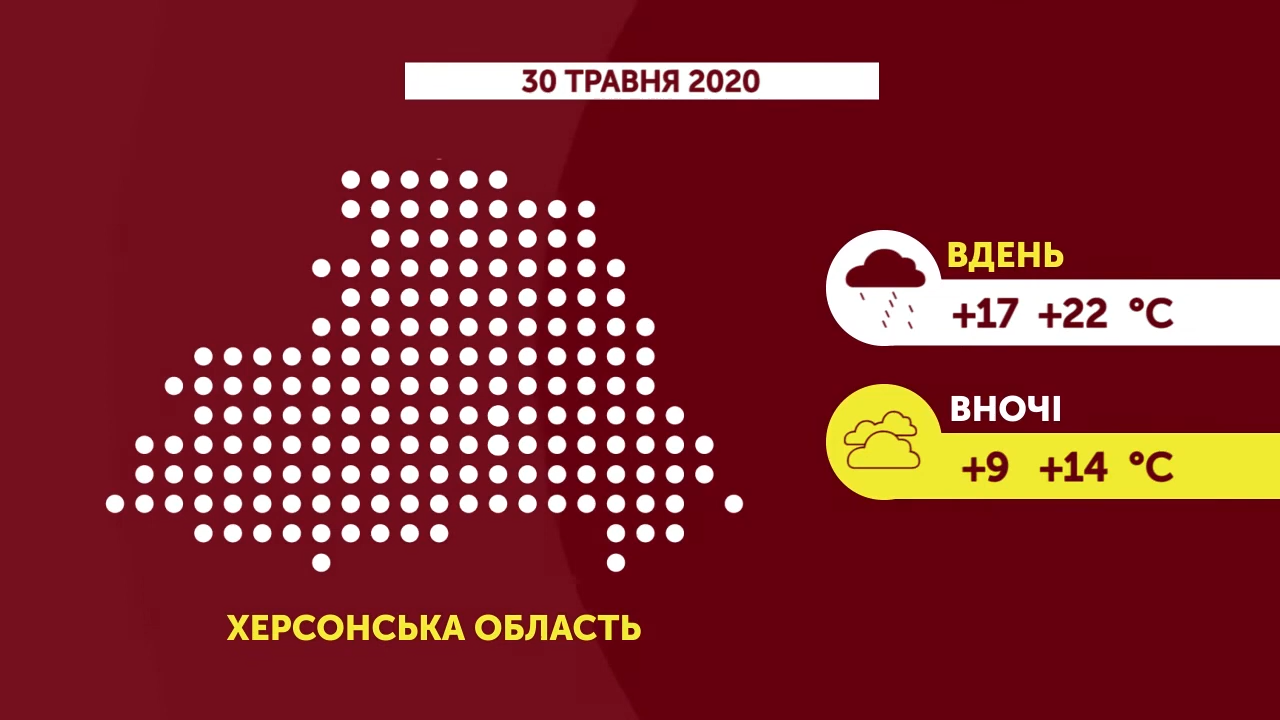 30 ТРАВНЯ 2020
ВДЕНЬ
+17 +22 °C
ВНОЧІ
+9 +14 °C
ХЕРСОНСЬКА ОБЛАСТЬ